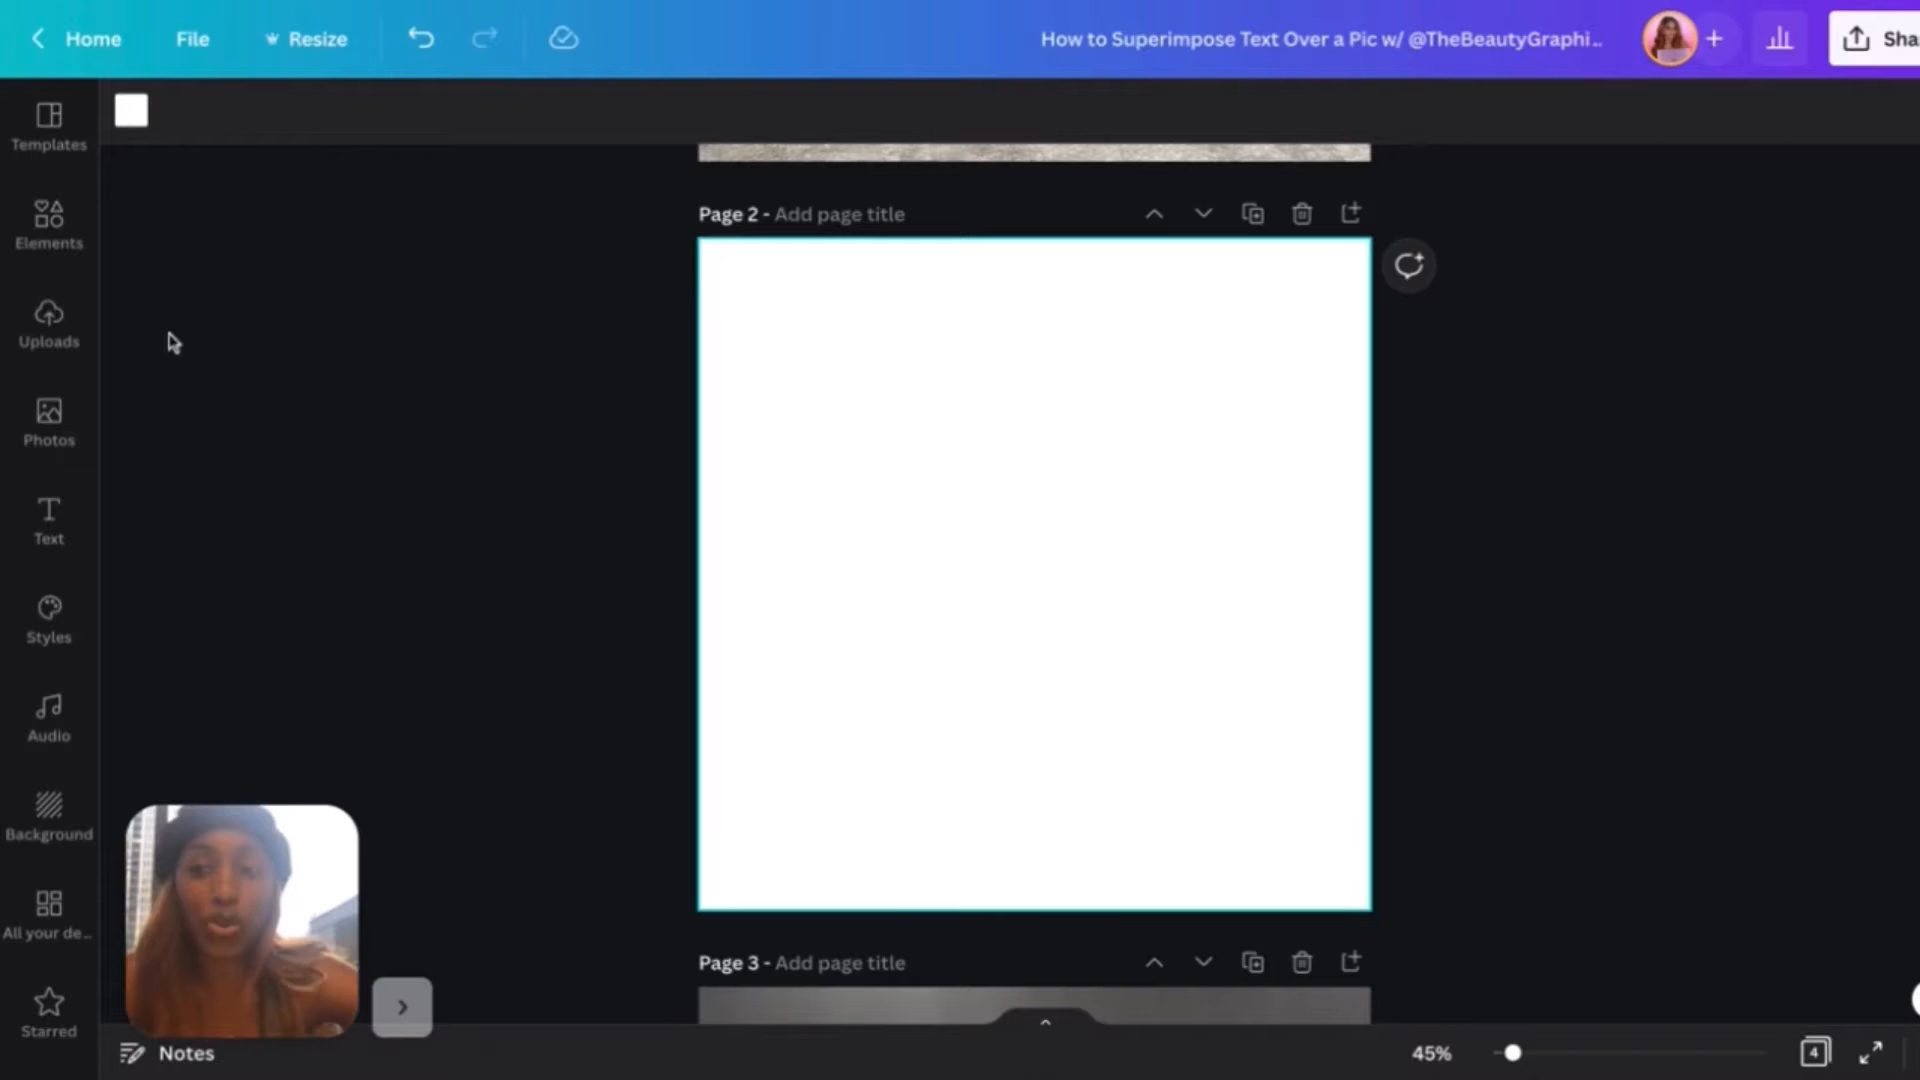 Home File Resize How to Superimpose Text Over a Pic w/ @TheBeautyGraphi.. Sha
Templates
Elements
Uploads
Photos
Text
Styles
Audio
Background
All your de...
Starred
Page 2 - Add page title
Page 3 - Add page title
Notes 45% 4